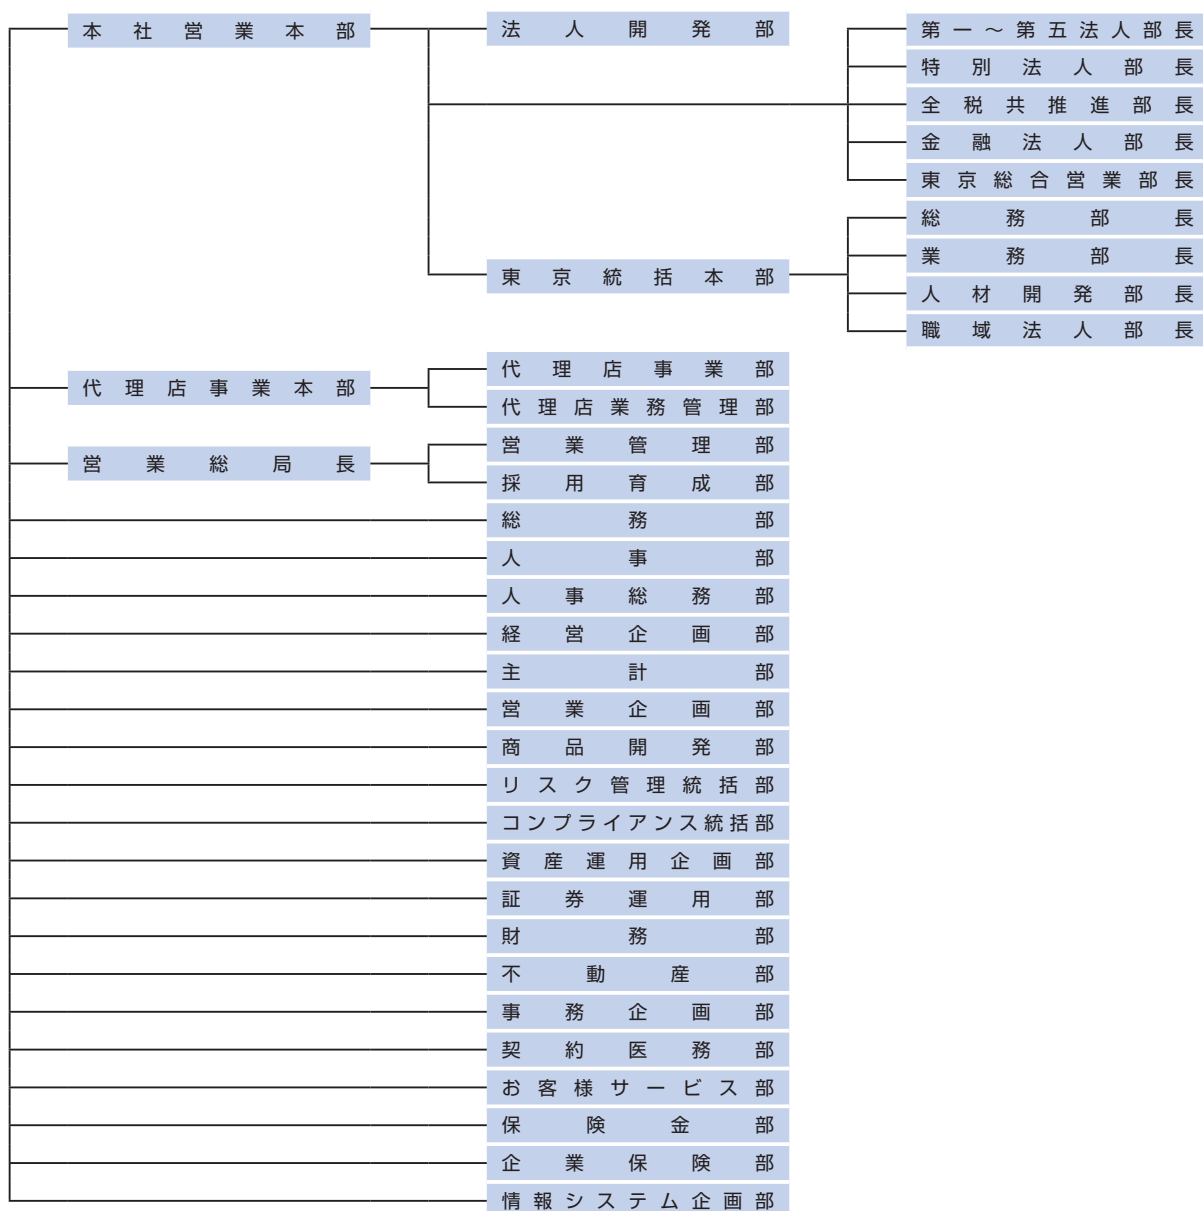 本社営業本部
法人開発部
第一～第五法人部長
特別法人部長
全税共推進部長
金融法人部長
東京総合営業部長
総務部長
業務部長
東京統括本部
人材開発部長
職域法人部長
代理店事業本部
代理店事業部
代理店業務管理部
営業総局長
営業管理部
採用育成部
総務部
人事部
人事総務部
経営企画部
主計部
営業企画部
商品開発部
リスク管理統括部
コンプライアンス統括部
資産運用企画部
証券運用部
財務部
不動産部
事務企画部
契約医務部
お客様サービス部
保険金部
企業保険部
情報システム企画部